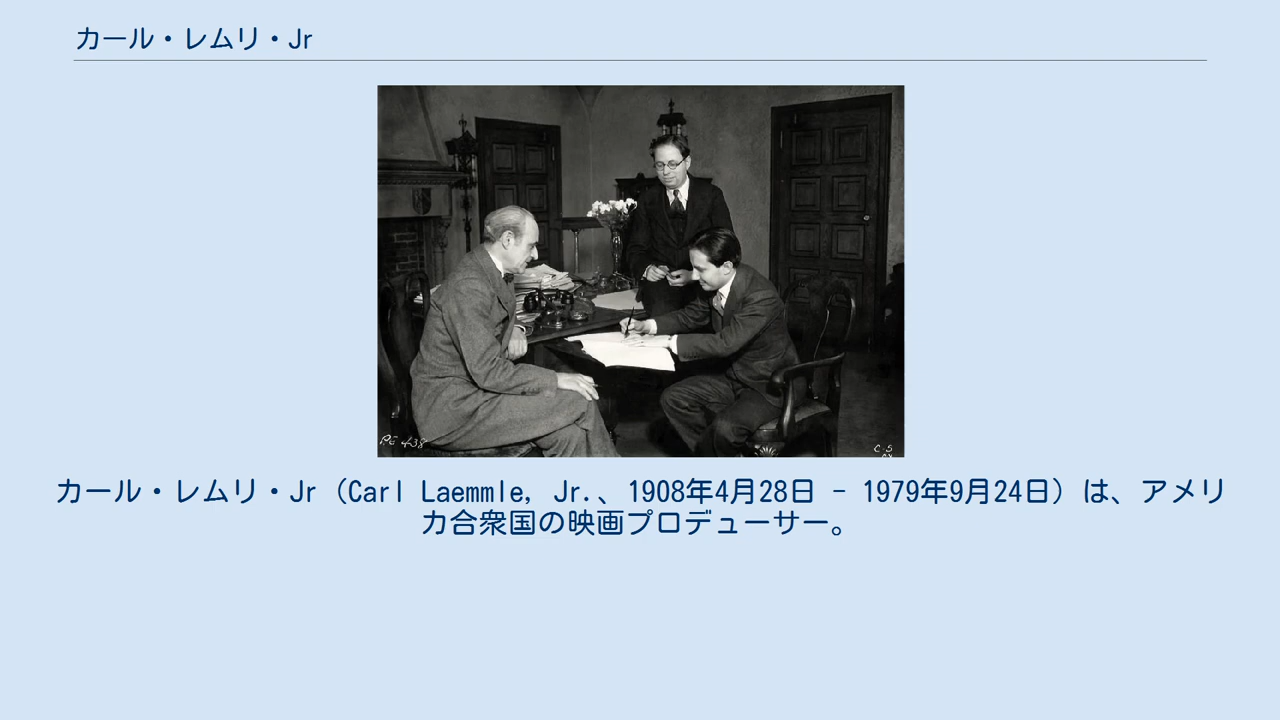 カール・レムリ・Jr
PE 438
C.S
カール・レムリ・Jr（Carl Laemmle, Jr.、1908年4月28日 - 1979年9月24日）は、アメリ
カ合衆国の映画プロデューサー。